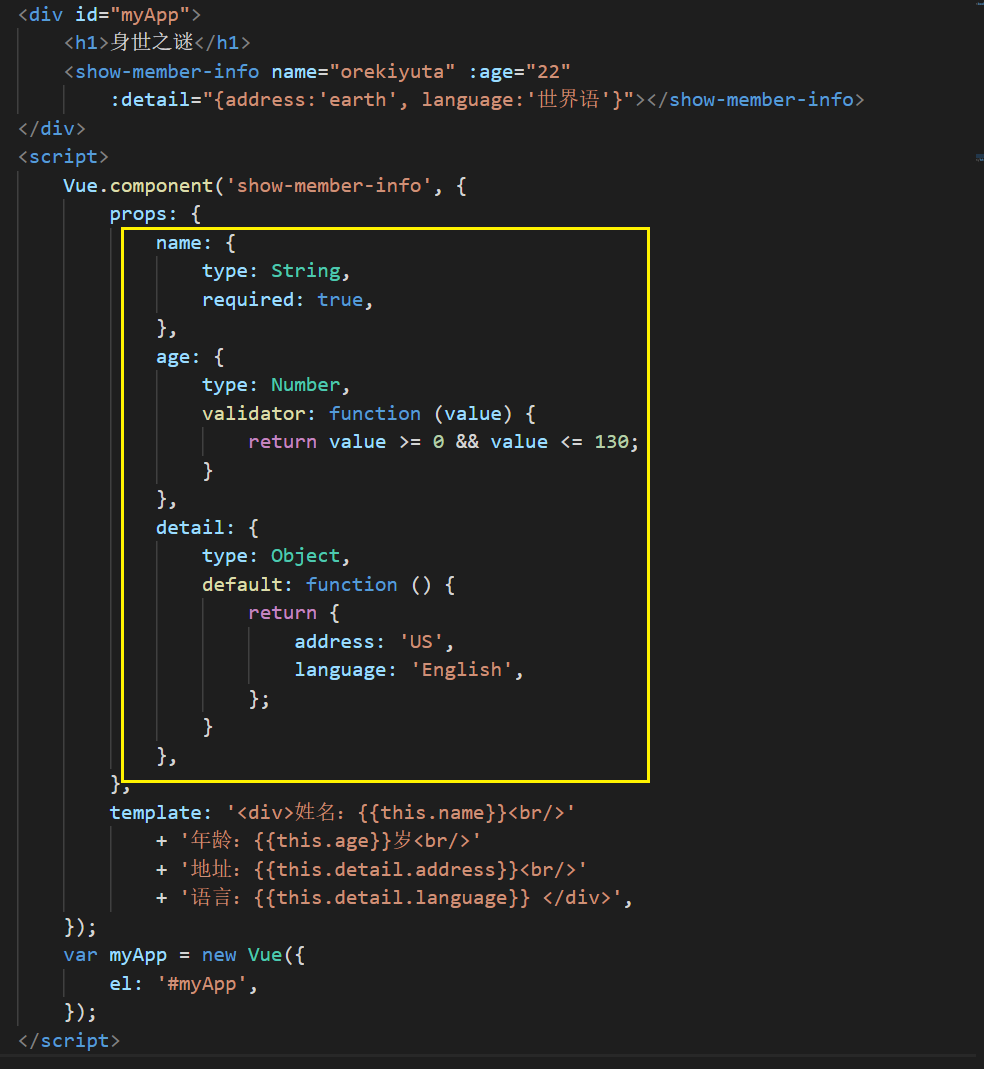 <div id="myApp">
<h1>身世之谜</h1>
<show-member-info name="orekiyuta" :age="22"
:detail="{address:'earth', language:'世界语'}"></show-member-info>
</div>
<script>
Vue.component('show-member-info', {
props: {
name: {
type: String,
required: true,
},
age: {
type: Number,
validator: function (value) {
return value >= 0 && value <= 130;
}
},
detail: {
type: Object,
default: function () {
return {
address: 'US',
language: 'English',
};
}
},
},
template: '<div>姓名：{{this.name}}<br/>'
+ '年龄：{{this.age}}岁<br/>'
+ '地址：{{this.detail.address}}<br/>'
+ '语言：{{this.detail.language}} </div>',
});
var myApp = new Vue({
el: '#myApp',
});
</script>